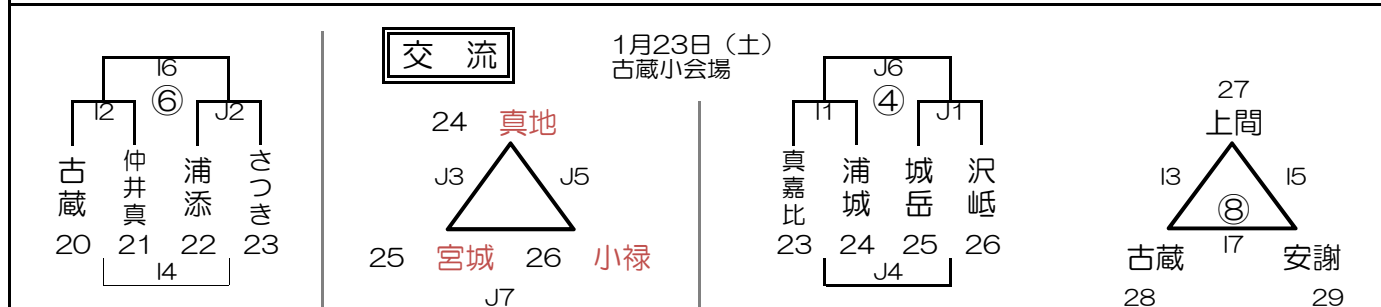 交 流
1月23日（土）
古蔵小会場
I6
⑥
I2
J2
古蔵
仲井真
浦添
さつき
20
21
22
23
I4
24 真地
J3
J5
25 宮城
26 小禄
J7
J6
④
I1
J1
真嘉比
浦城
城岳
沢岻
23
24
25
26
J4
27
上間
I3
I5
⑧
I7
古蔵
安謝
28
29